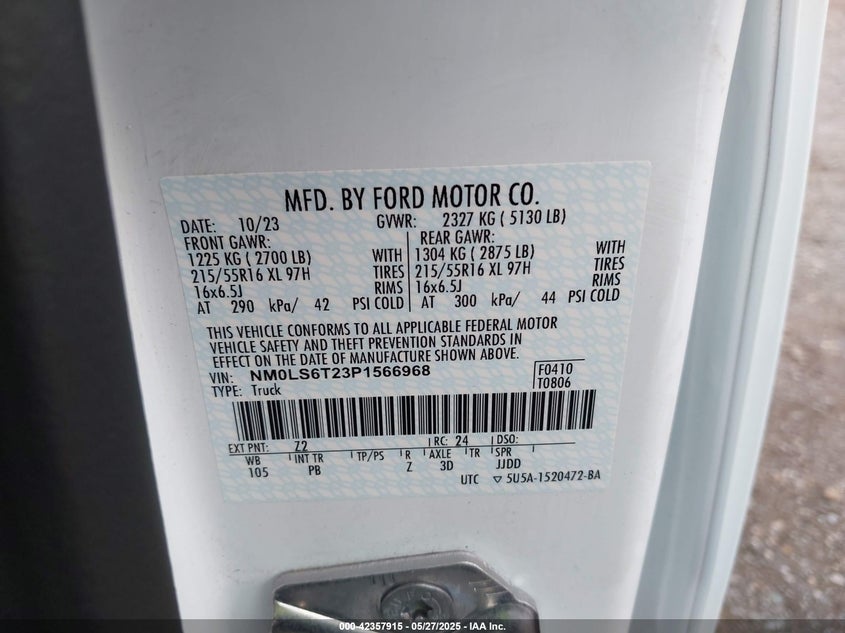 MFD. BY FORD MOTOR CO.
DATE: 10/23 GVWR: 2327 KG ( 5130 LB)
FRONT GAWR: REAR GAWR:
1225 KG ( 2700 LB) WITH 1304 KG ( 2875 LB) WITH
215/55R16 XL 97H TIRES 215/55R16 XL 97H TIRES
16x6.5J RIMS 16x6.5J RIMS
AT 290 kPa/ 42 PSI COLD AT 300 kPa/ 44 PSI COLD
THIS VEHICLE CONFORMS TO ALL APPLICABLE FEDERAL MOTOR
VEHICLE SAFETY AND THEFT PREVENTION STANDARDS IN
EFFECT ON THE DATE OF MANUFACTURE SHOWN ABOVE.
VIN: NM0LS6T23P1566968 F0410
TYPE: Truck T0806
EXT PNT: Z2 RC: 24 DSO:
WB INT TR TP/PS R AXLE TR SPR
105 PB Z 3D JJDD
UTC ▽ 5U5A-1520472-BA
000-42357915 - 05/27/2025 - IAA Inc.